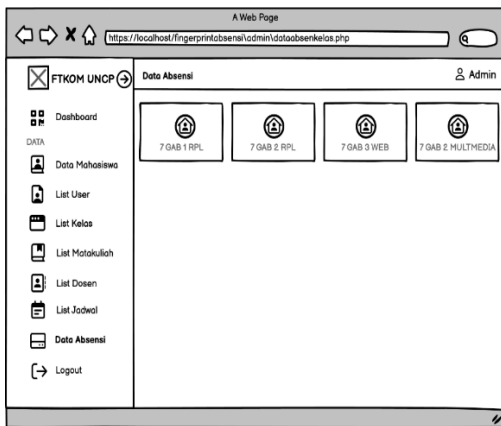 A Web Page
https://localhost/fingerprintabsensi\admin\dataabsenkelas.php
FTKOM UNCP
Data Absensi
Admin
Dashboard
DATA
Data Mahasiswa
List User
List Kelas
List Matakuliah
List Dosen
List Jadwal
Data Absensi
Logout
7 GAB 1 RPL
7 GAB 2 RPL
7 GAB 3 WEB
7 GAB 2 MULTMEDIA